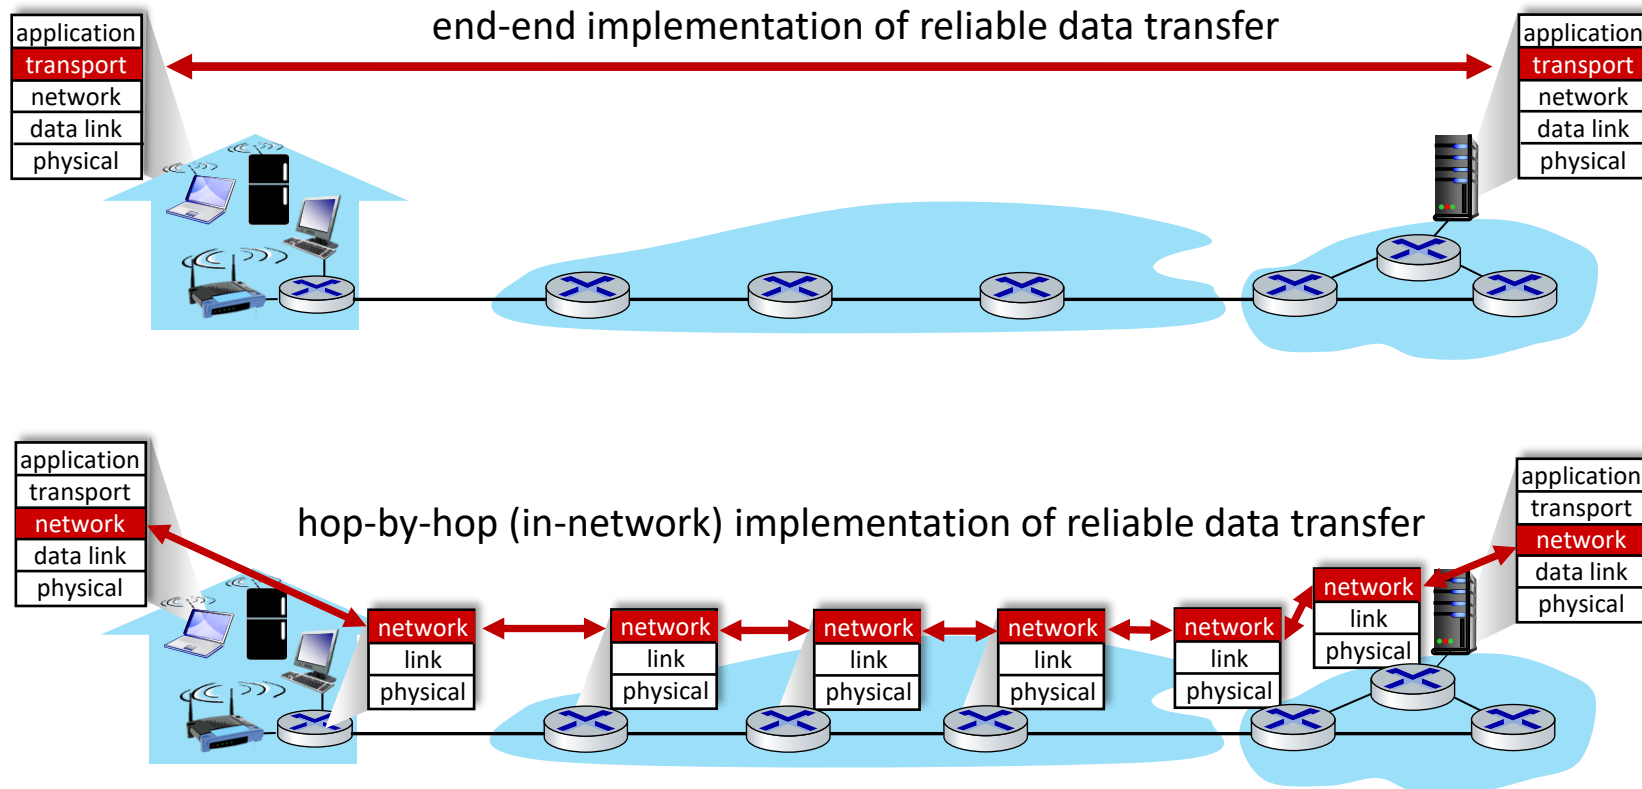 end-end implementation of reliable data transfer
application
transport
network
data link
physical
application
transport
network
data link
physical
hop-by-hop (in-network) implementation of reliable data transfer
application
transport
network
data link
physical
network
link
physical
network
link
physical
network
link
physical
network
link
physical
network
link
physical
network
link
physical
application
transport
network
data link
physical